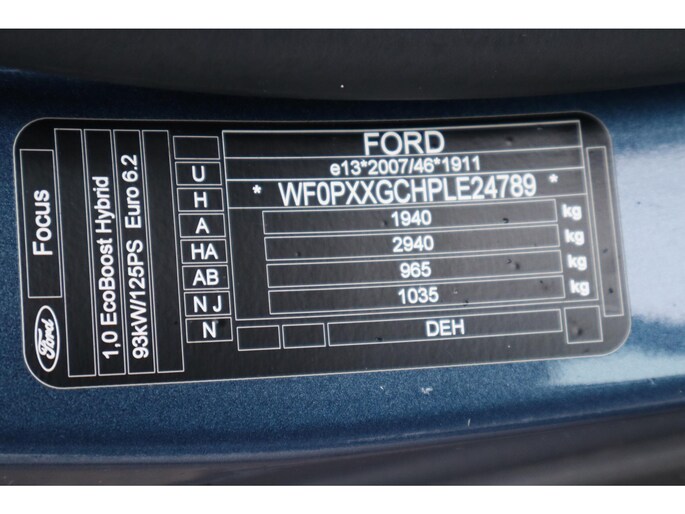 FORD
e13*2007/46*1911
* WF0PXXGCHPLE24789 *
1940 kg
2940 kg
965 kg
1035 kg
DEH
U
H
A
HA
AB
N J
N
Focus
1,0 EcoBoost Hybrid
93kW/125PS Euro 6.2
Ford